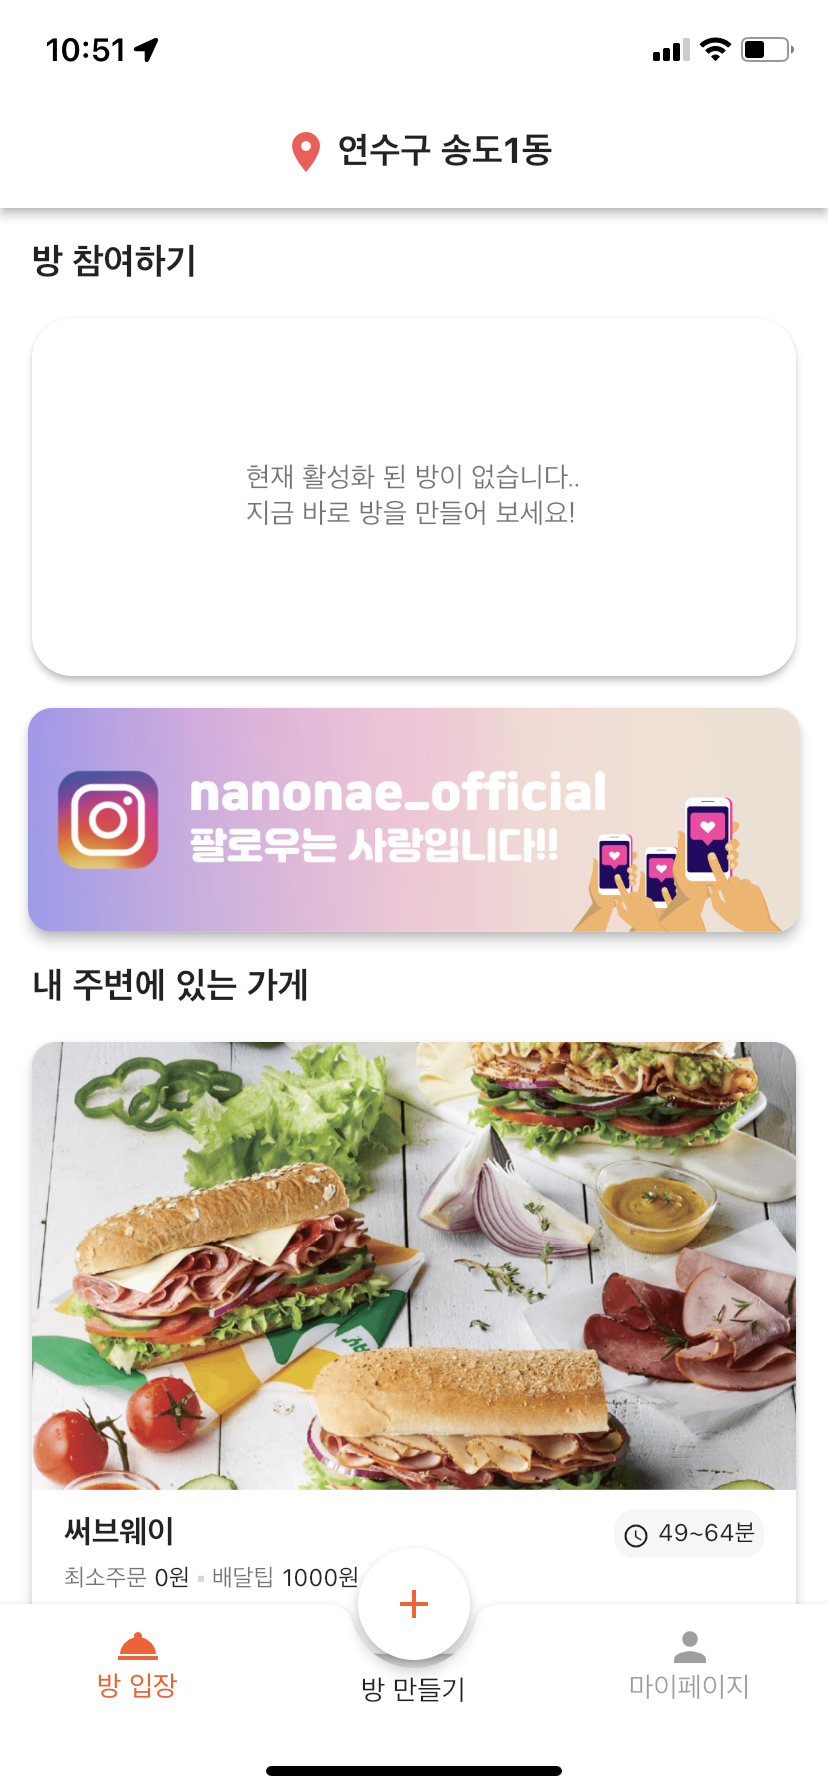 10:51
연수구 송도1동
방 참여하기
현재 활성화 된 방이 없습니다..
지금 바로 방을 만들어 보세요!
nanonae_official
팔로우는 사랑입니다!!
내 주변에 있는 가게
써브웨이
49~64분
최소주문 0원 배달팁 1000원
방 입장
방 만들기
마이페이지